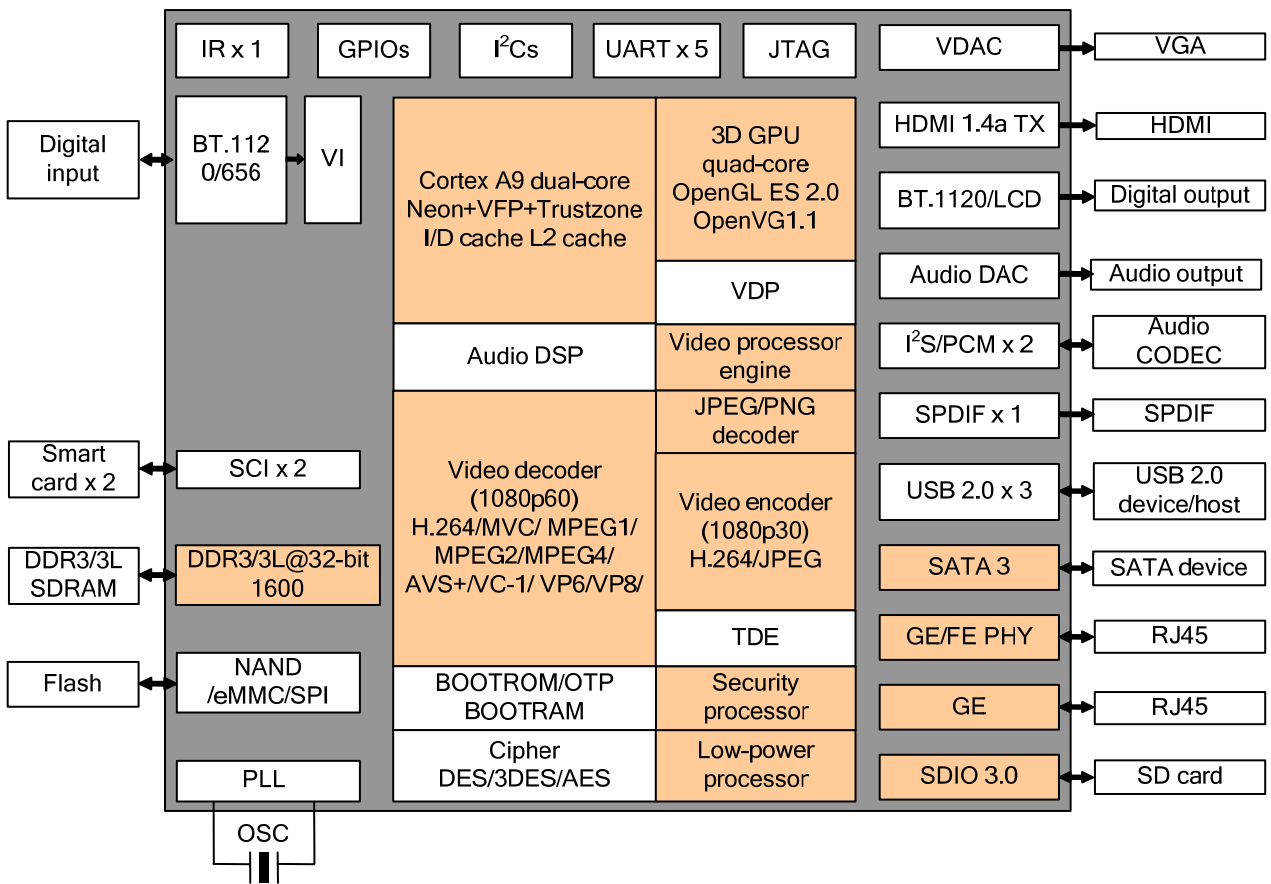 IR x 1
GPIOs
I²Cs
UART x 5
JTAG
VDAC
VGA
Digital
input
BT.112
0/656
VI
Cortex A9 dual-core
Neon+VFP+Trustzone
I/D cache L2 cache
3D GPU
quad-core
OpenGL ES 2.0
OpenVG1.1
HDMI 1.4a TX
HDMI
BT.1120/LCD
Digital output
VDP
Audio DAC
Audio output
Audio DSP
Video processor
engine
I²S/PCM x 2
Audio
CODEC
JPEG/PNG
decoder
SPDIF x 1
SPDIF
Smart
card x 2
SCI x 2
Video decoder
(1080p60)
H.264/MVC/ MPEG1/
MPEG2/MPEG4/
AVS+/VC-1/ VP6/VP8/
Video encoder
(1080p30)
H.264/JPEG
USB 2.0 x 3
USB 2.0
device/host
DDR3/3L
SDRAM
DDR3/3L@32-bit
1600
SATA 3
SATA device
TDE
GE/FE PHY
RJ45
Flash
NAND
/eMMC/SPI
BOOTROM/OTP
BOOTRAM
Security
processor
GE
RJ45
PLL
Cipher
DES/3DES/AES
Low-power
processor
SDIO 3.0
SD card
OSC